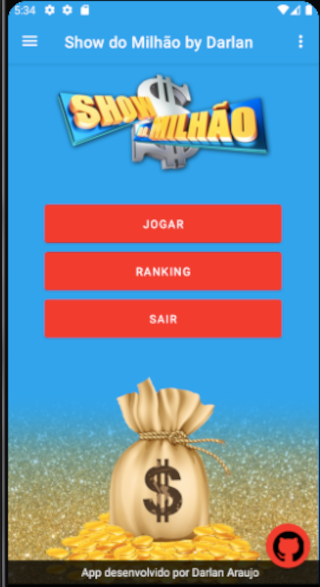 5:34
Show do Milhão by Darlan
SHOW
DO MILHÃO
JOGAR
RANKING
SAIR
$
App desenvolvido por Darlan Araujo